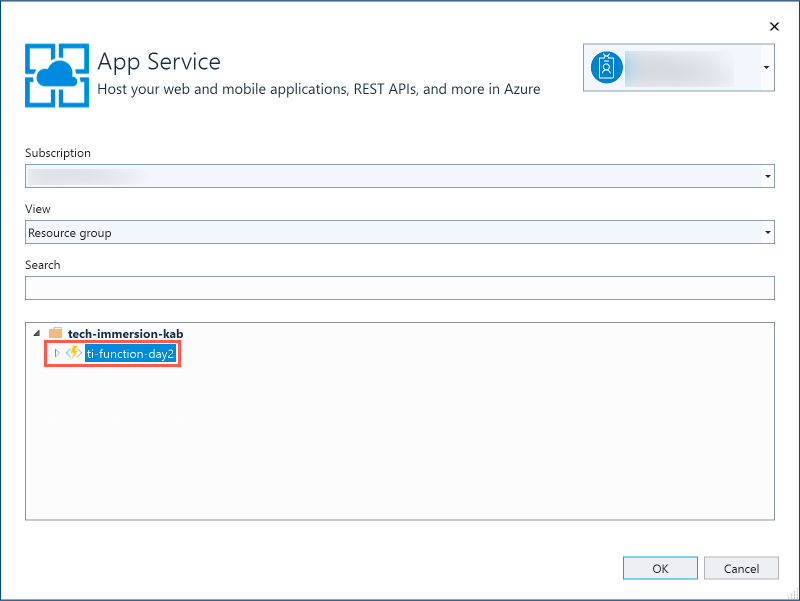 App Service
Host your web and mobile applications, REST APIs, and more in Azure
Subscription
View
Resource group
Search
tech-immersion-kab
ti-function-day2
OK
Cancel